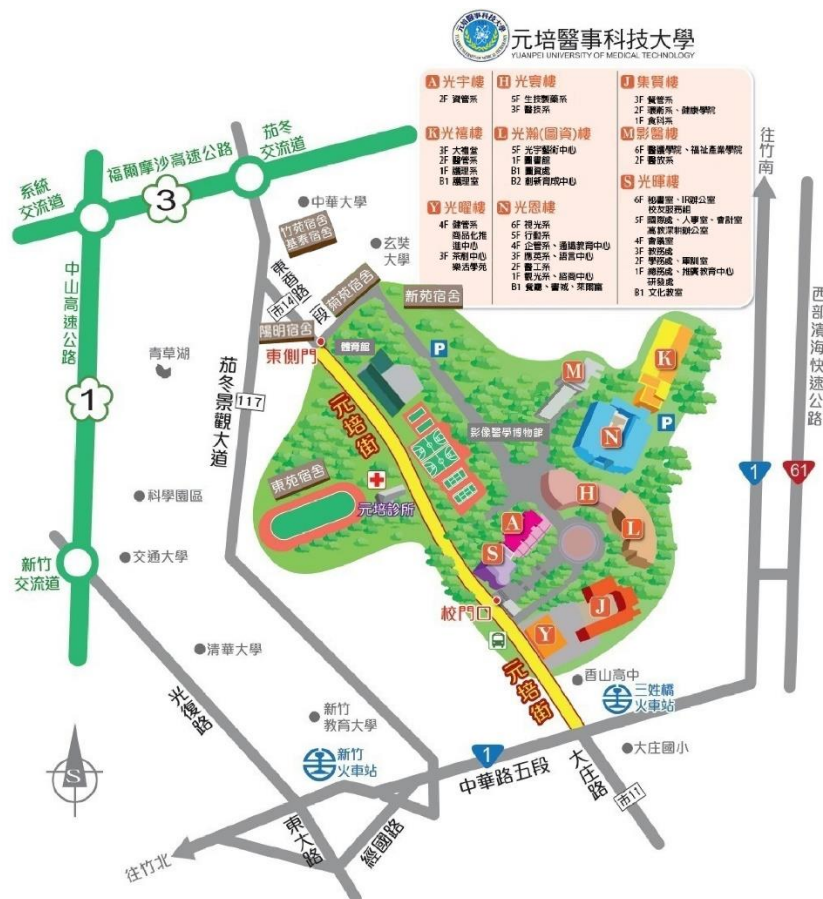 元培醫事科技大學
YUANPEI UNIVERSITY OF MEDICAL TECHNOLOGY
A 光宇樓
2F 資管系
K 光禧樓
3F 大禮堂
2F 醫管系
1F 護理系
B1 護理室
Y 光曜樓
4F 健管系
商品化推
進中心
3F 茶創中心
樂活學苑
H 光寰樓
5F 生技製藥系
3F 醫技系
L 光瀚(圖資)樓
5F 光宇藝術中心
1F 圖書館
B1 圖資處
B2 創新育成中心
N 光恩樓
6F 視光系
5F 行動系
4F 企管系、通識教育中心
3F 應英系、語言中心
2F 醫工系
1F 觀光系、諮商中心
B1 餐廳、書城、萊爾富
J 集賢樓
3F 餐管系
2F 環衛系、健康學院
1F 食科系
M 影醫樓
6F 醫護學院、福祉產業學院
2F 醫放系
S 光暉樓
6F 秘書室、IR辦公室
校友服務組
5F 國際處、人事室、會計室
高教深耕辦公室
4F 會議室
3F 教務處
2F 學務處、軍訓室
1F 總務處、推廣教育中心
研發處
B1 文化教室
往竹南
西部濱海快速公路
1
61
系統
交流道
福爾摩沙高速公路
3
茄冬
交流道
中山高速公路
1
中華大學
竹苑宿舍
基泰宿舍
玄奘
大學
東香路二段
市14
菊苑宿舍
新苑宿舍
陽明宿舍
東側門
體育館
P
青草湖
茄冬景觀大道
117
元培街
M
K
N
P
影像醫學博物館
H
L
A
S
東苑宿舍
元培診所
科學園區
交通大學
新竹
交流道
校門口
J
Y
元培街
清華大學
光復路
香山高中
三姓橋
火車站
新竹
教育大學
新竹
火車站
1
中華路五段
大庄國小
大庄路
市11
S
往竹北
東大路
經國路